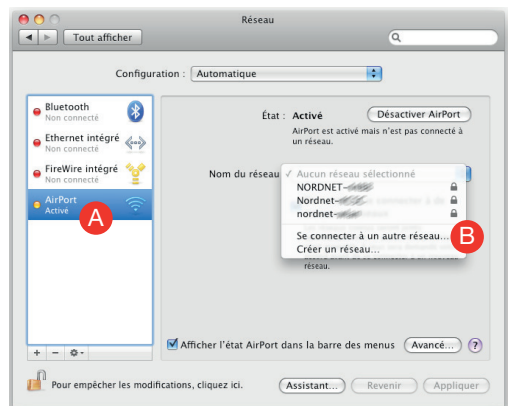 Réseau
Tout afficher
Configuration : Automatique
Bluetooth
Non connecté
Ethernet intégré
Non connecté
FireWire intégré
Non connecté
AirPort
Activé
A
État : Activé
Désactiver AirPort
AirPort est activé mais n'est pas connecté à
un réseau.
Nom du réseau
✓ Aucun réseau sélectionné
NORDNET-
Nordnet-
nordnet-
Se connecter à un autre réseau...
B
Créer un réseau...
réseau.
Afficher l'état AirPort dans la barre des menus
Avancé...
?
+ −
Pour empêcher les modifications, cliquez ici.
Assistant...
Revenir
Appliquer